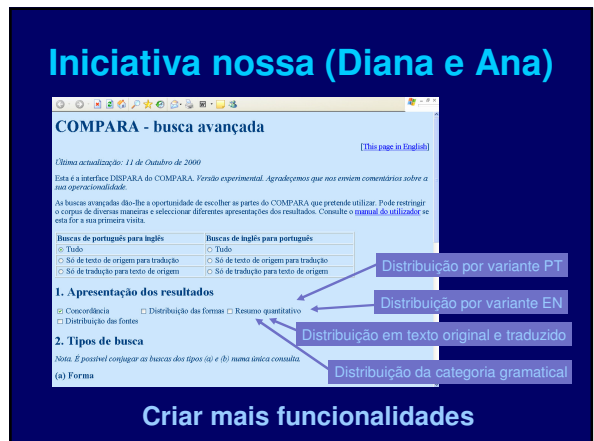 Iniciativa nossa (Diana e Ana)
COMPARA - busca avançada
[This page in English]
Última actualização: 11 de Outubro de 2000
Esta é a interface DISPARA do COMPARA. Versão experimental. Agradeçemos que nos enviem comentários sobre a
sua operacionalidade.
As buscas avançadas dão-lhe a oportunidade de escolher as partes do COMPARA que pretende utilizar. Pode restringir
o corpus de diversas maneiras e seleccionar diferentes apresentações dos resultados. Consulte o manual do utilizador se
esta for a sua primeira visita.
Buscas de português para inglês Buscas de inglês para português
Tudo Tudo
Só de texto de origem para tradução Só de texto de origem para tradução
Só de tradução para texto de origem Só de tradução para texto de origem
Distribuição por variante PT
1. Apresentação dos resultados
Distribuição por variante EN
Concordância Distribuição das formas Resumo quantitativo
Distribuição das fontes
Distribuição em texto original e traduzido
2. Tipos de busca
Nota. É possível conjugar as buscas dos tipos (a) e (b) numa única consulta.
Distribuição da categoria gramatical
(a) Forma
Criar mais funcionalidades